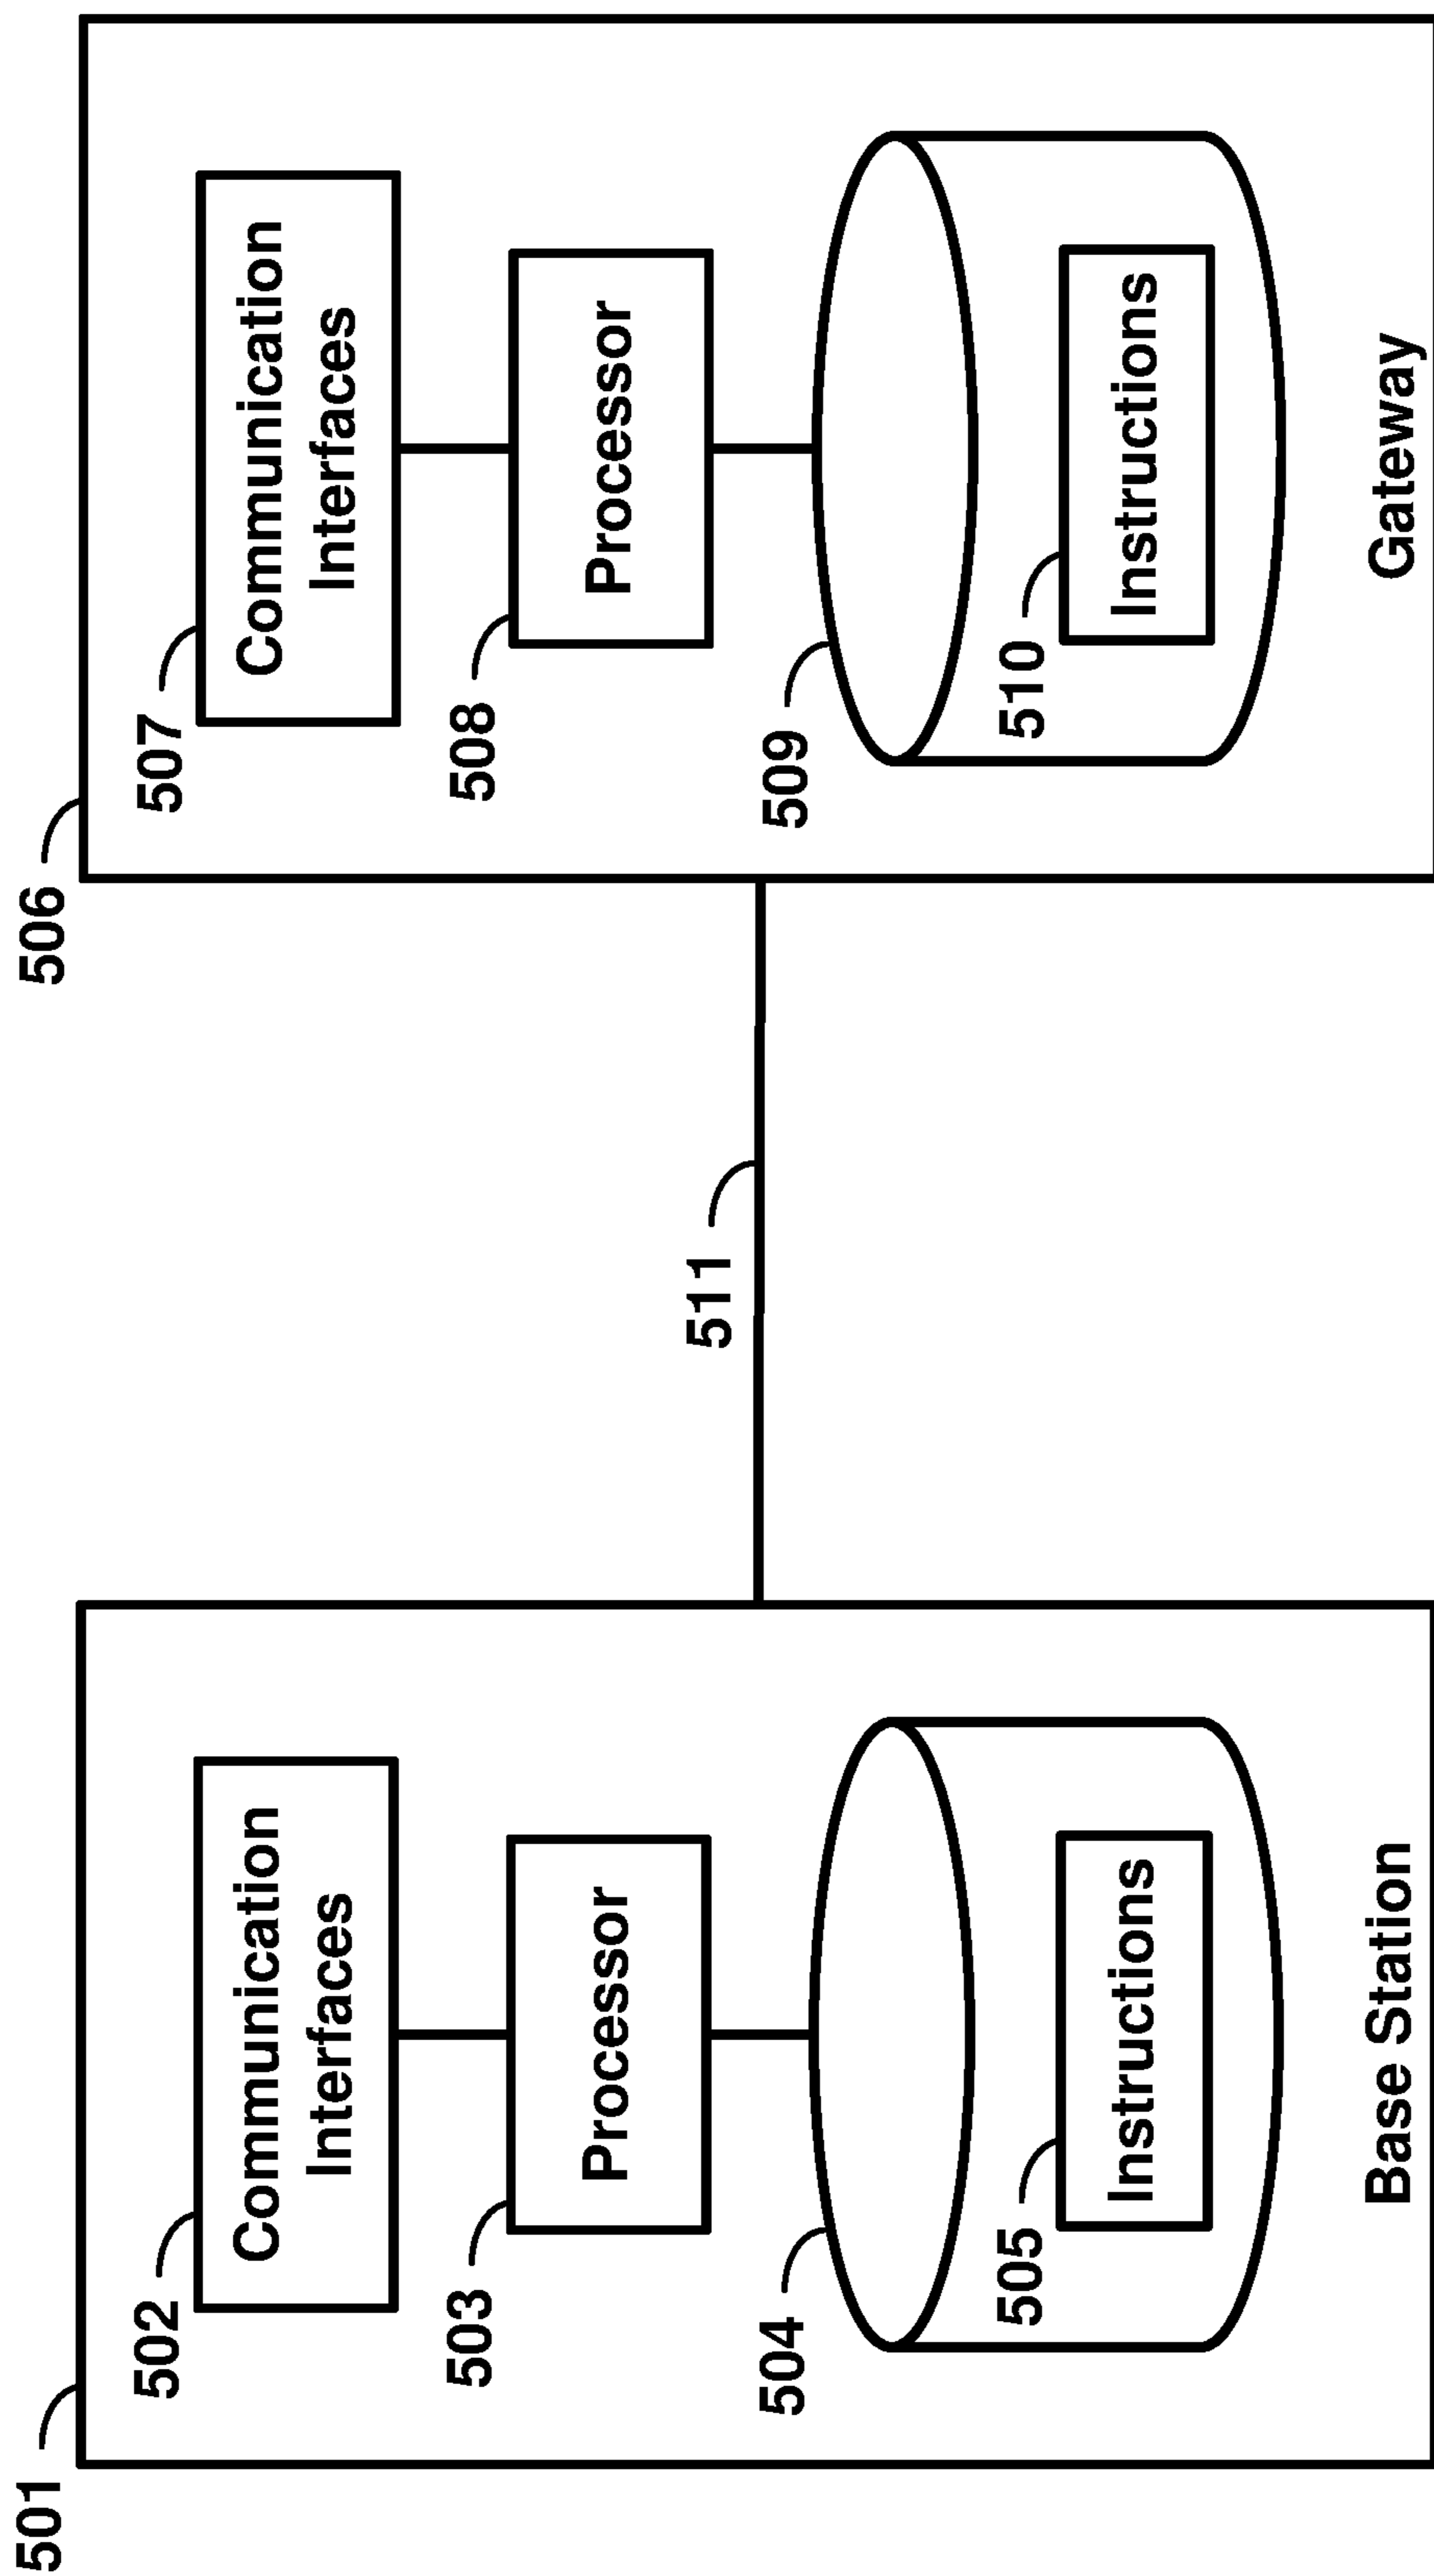 501
502
Communication
Interfaces
503
Processor
504
505
Instructions
Base Station
511
506
507
Communication
Interfaces
508
Processor
509
510
Instructions
Gateway